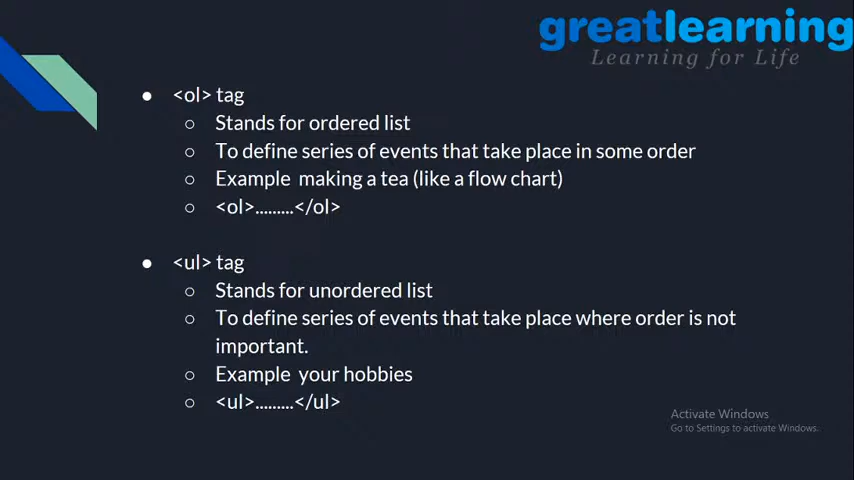 greatlearning
Learning for Life
● <ol> tag
○ Stands for ordered list
○ To define series of events that take place in some order
○ Example making a tea (like a flow chart)
○ <ol>.........</ol>
● <ul> tag
○ Stands for unordered list
○ To define series of events that take place where order is not
important.
○ Example your hobbies
○ <ul>.........</ul>
Activate Windows
Go to Settings to activate Windows.